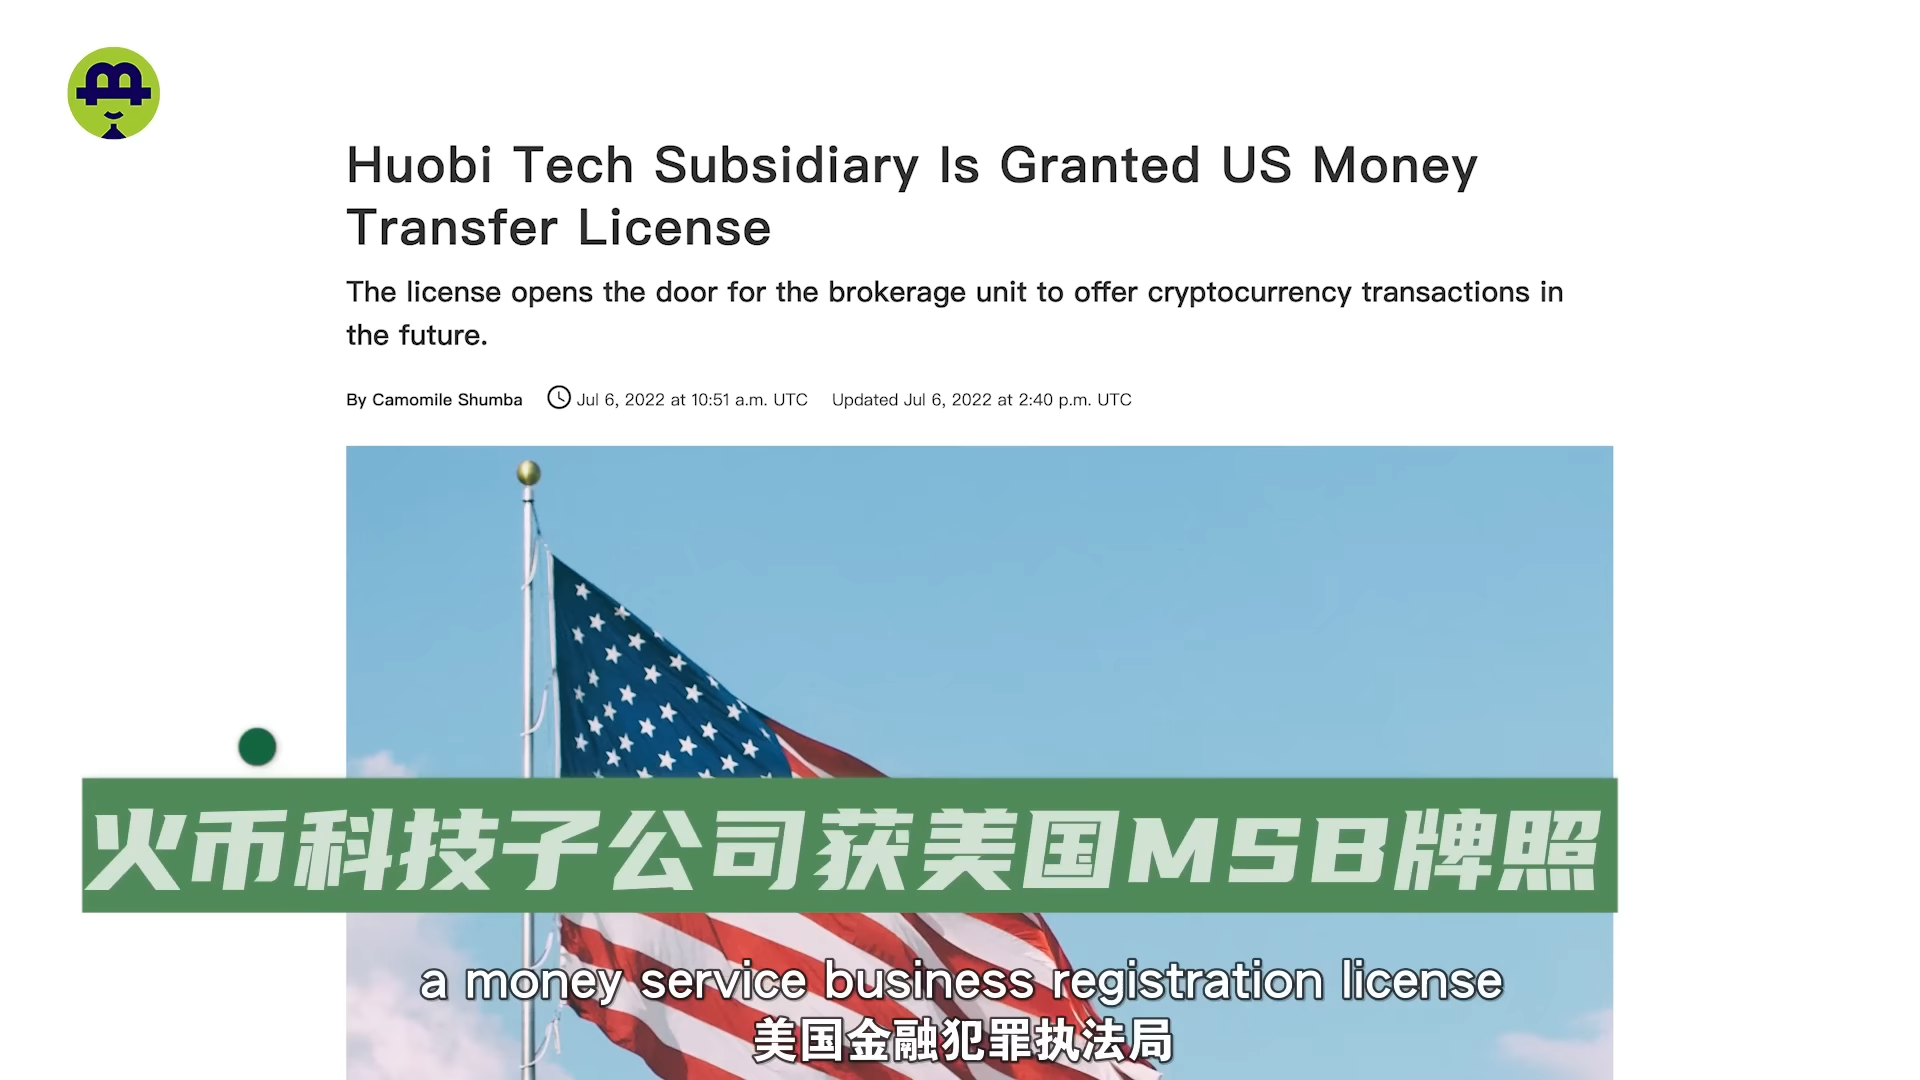 Huobi Tech Subsidiary Is Granted US Money
Transfer License
The license opens the door for the brokerage unit to offer cryptocurrency transactions in
the future.
By Camomile Shumba Jul 6, 2022 at 10:51 a.m. UTC Updated Jul 6, 2022 at 2:40 p.m. UTC
火币科技子公司获美国MSB牌照
a money service business registration license
美国金融犯罪执法局